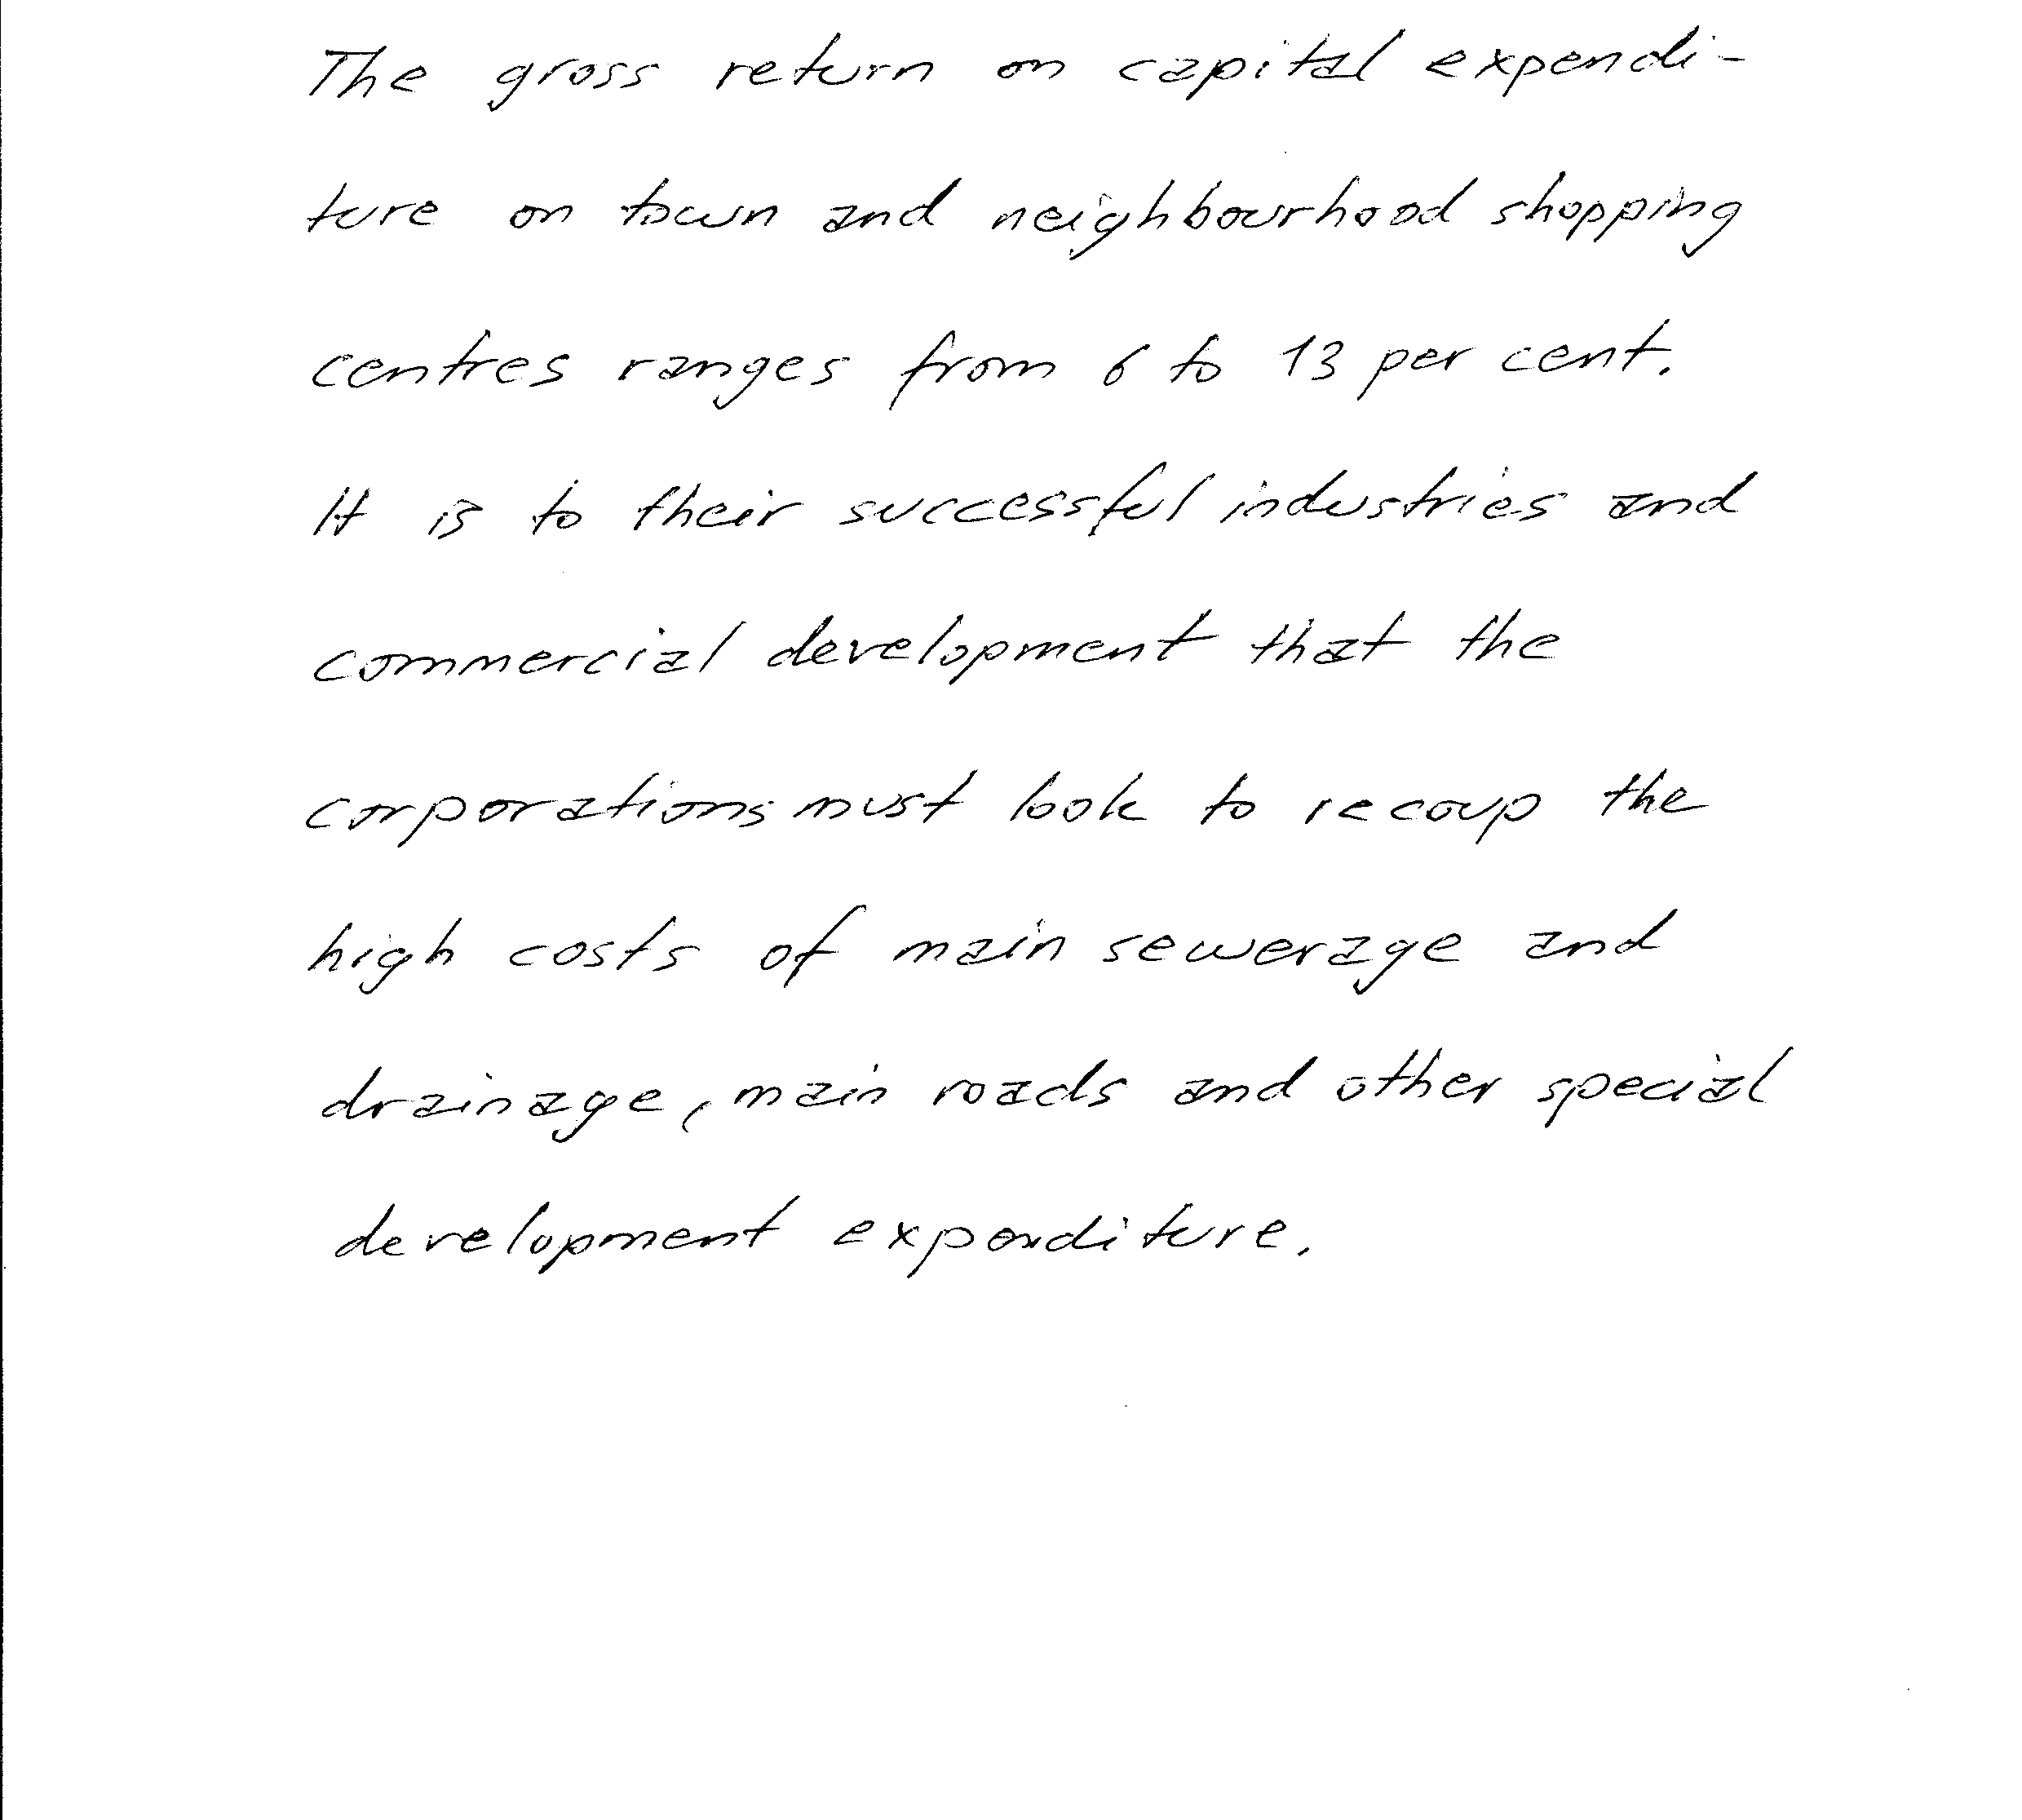 The gross return on capital expendi-
ture on town and neighbourhood shopping
centres ranges from 6 to 13 per cent.
It is to their successful industries and
commercial development that the
corporations must look to recoup the
high costs of main sewerage and
drainage, main roads and other special
development expenditure.